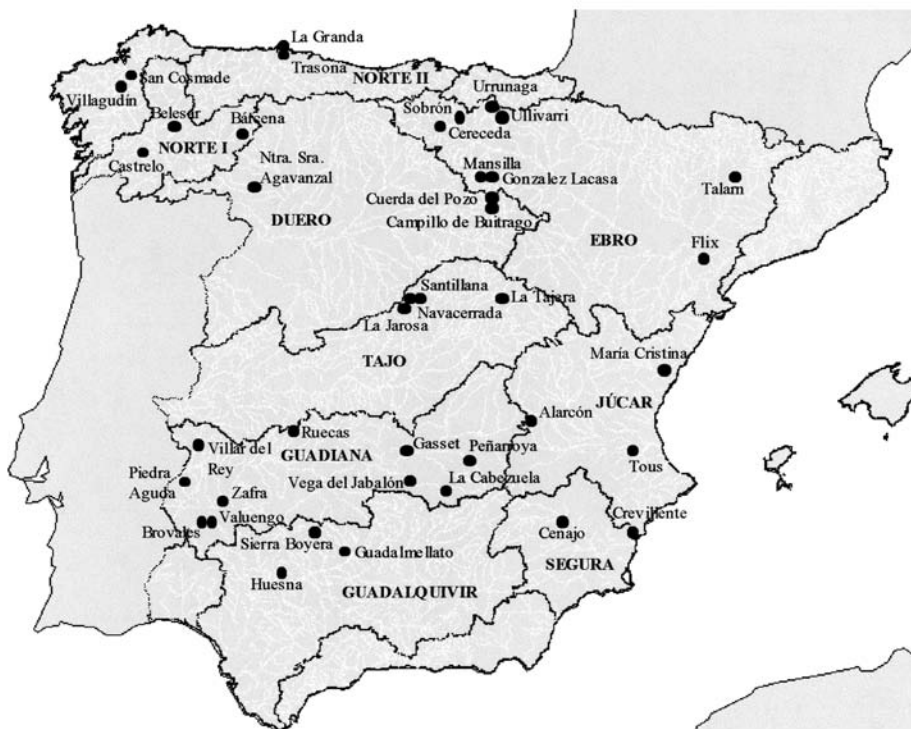 La Granda
Trasona
NORTE II
San Cosmade
Villagudín
Urrunaga
Belesar
Bárcena
Sobrón
Ullivarri
Cereceda
NORTE I
Castrelo
Ntra. Sra.
Agavanzal
Mansilla
Gonzalez Lacasa
Talarn
Cuerda del Pozo
DUERO
Campillo de Buitrago
EBRO
Flix
Santillana
La Tajera
Navacerrada
La Jarosa
TAJO
María Cristina
JÚCAR
Alarcón
Ruecas
Villar del
Rey
GUADIANA
Gasset
Peñarroya
Tous
Piedra
Aguda
Vega del Jabalón
La Cabezuela
Zafra
Brovales
Valuengo
Crevillente
Cenajo
Sierra Boyera
Guadalmellato
SEGURA
Huesna
GUADALQUIVIR